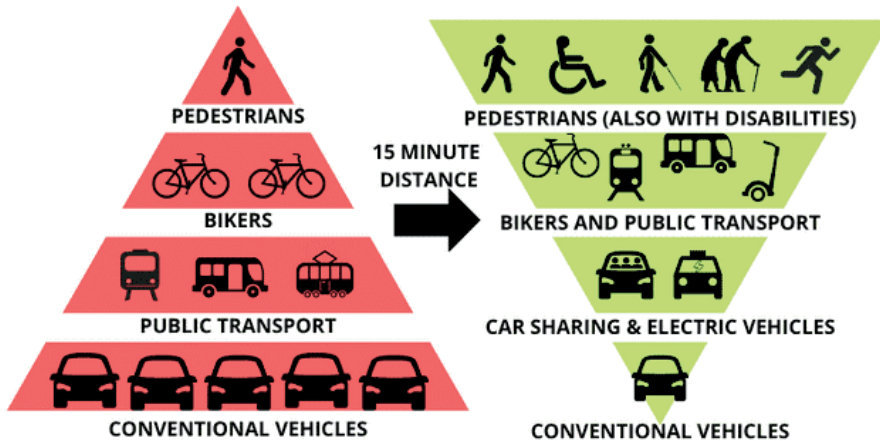 PEDESTRIANS
BIKERS
PUBLIC TRANSPORT
CONVENTIONAL VEHICLES
15 MINUTE
DISTANCE
PEDESTRIANS (ALSO WITH DISABILITIES)
BIKERS AND PUBLIC TRANSPORT
CAR SHARING & ELECTRIC VEHICLES
CONVENTIONAL VEHICLES